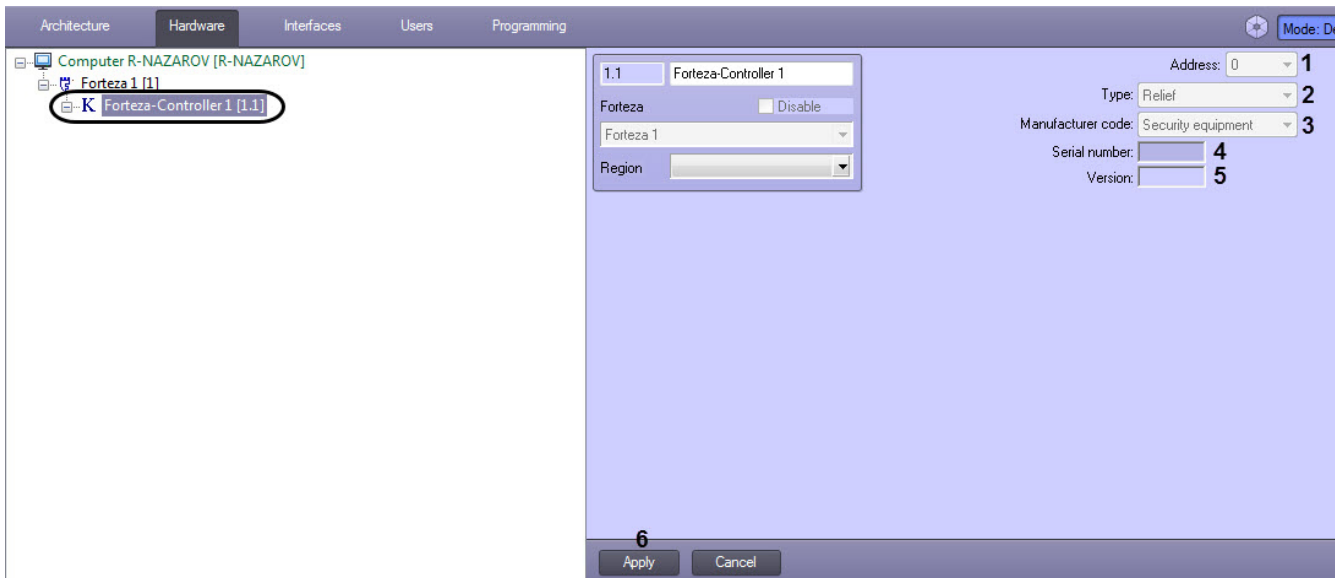 Architecture Hardware Interfaces Users Programming Mode: De
Computer R-NAZAROV [R-NAZAROV]
Forteza 1 [1]
K Forteza-Controller 1 [1.1]
1.1 Forteza-Controller 1
Forteza Disable
Forteza 1
Region
Address: 0 1
Type: Relief 2
Manufacturer code: Security equipment 3
Serial number: 4
Version: 5
6
Apply Cancel